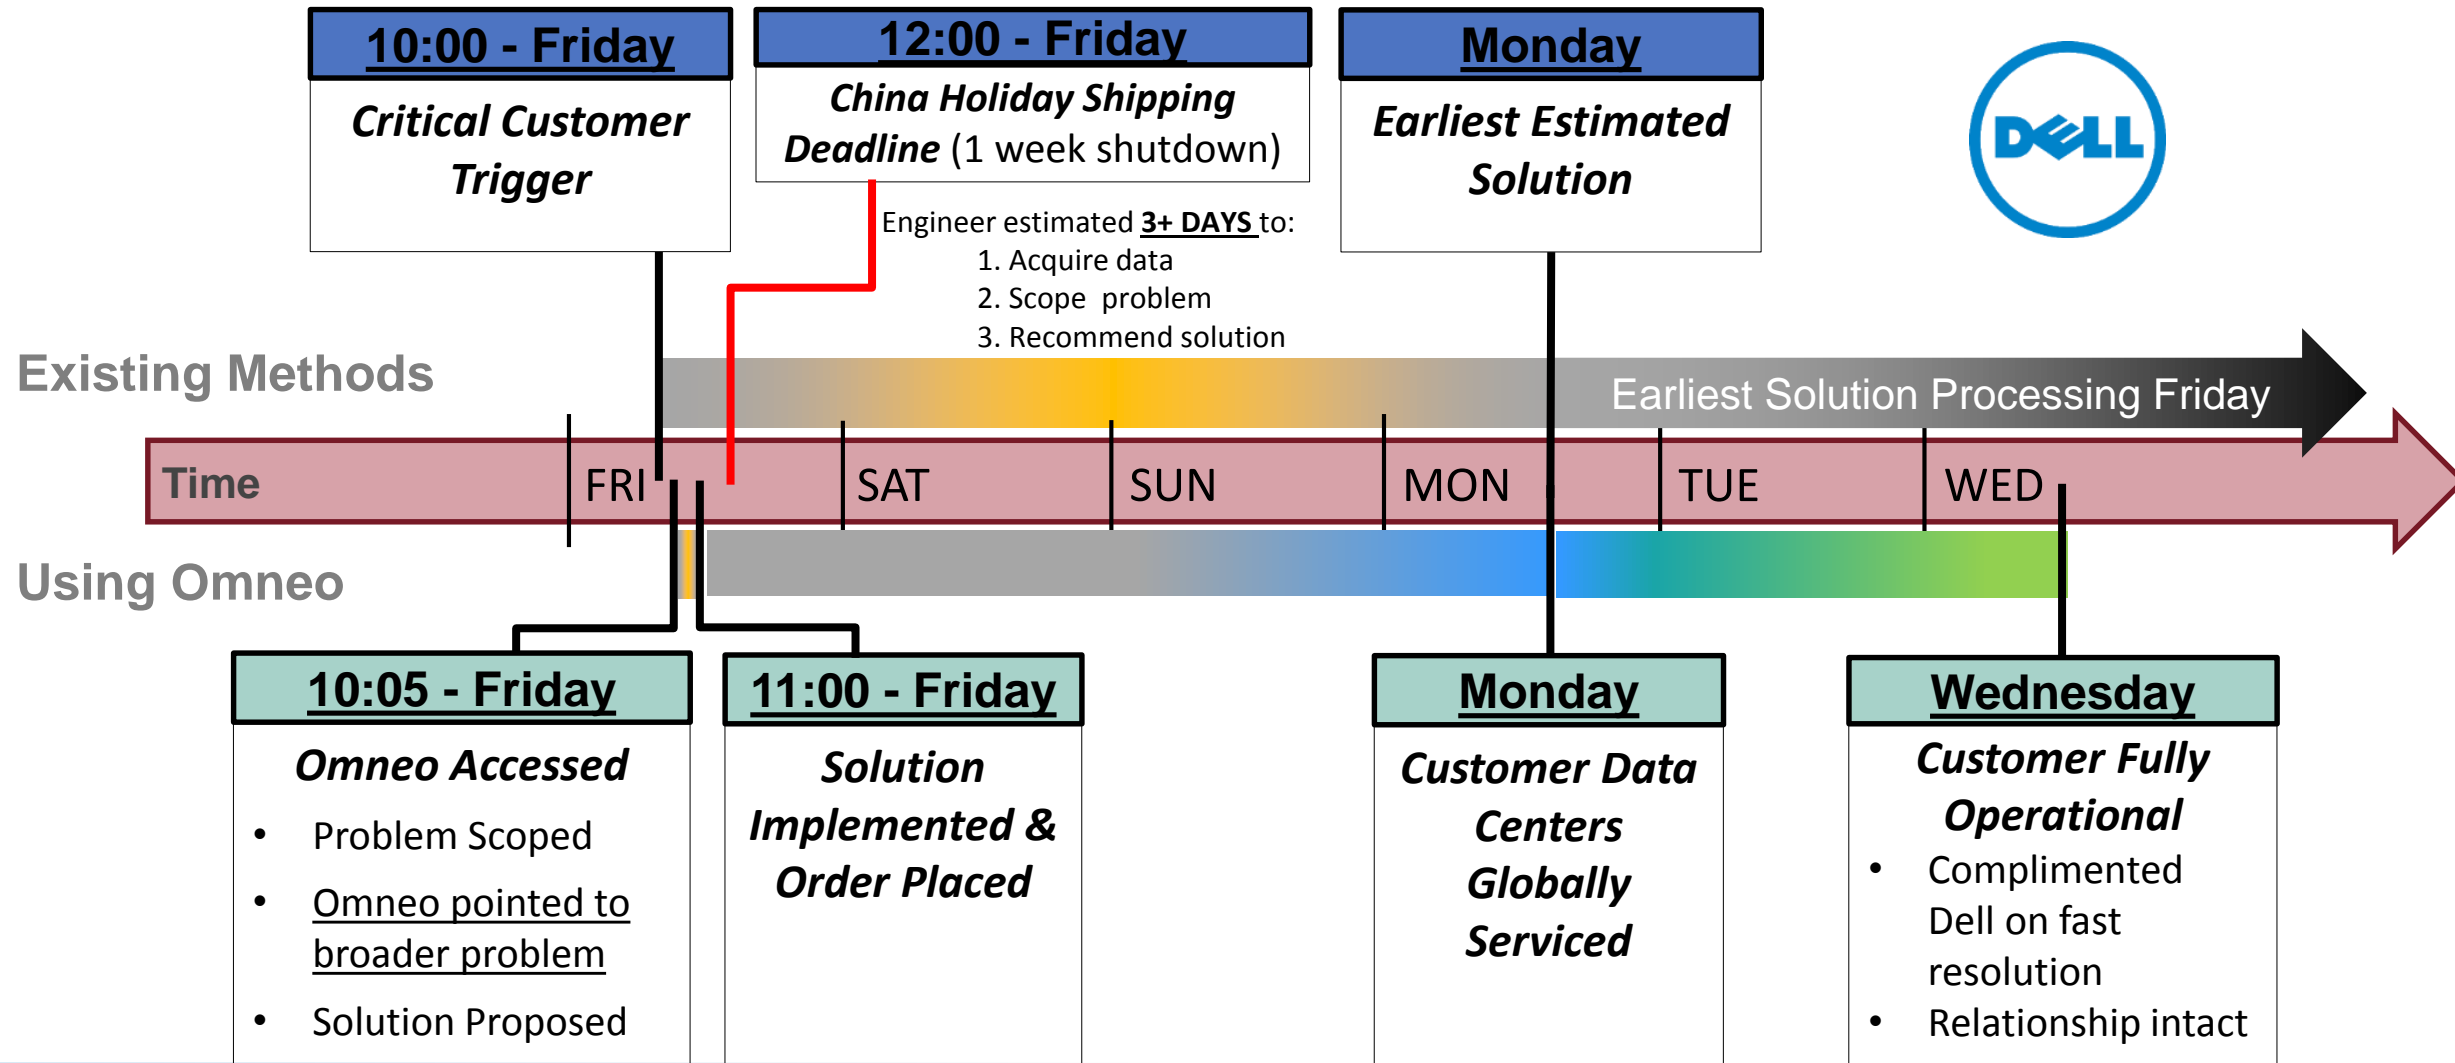 10:00 - Friday
Critical Customer
Trigger
12:00 - Friday
China Holiday Shipping
Deadline (1 week shutdown)
Monday
Earliest Estimated
Solution
DELL
Engineer estimated 3+ DAYS to:
1. Acquire data
2. Scope problem
3. Recommend solution
Existing Methods
Earliest Solution Processing Friday
Time
FRI
SAT
SUN
MON
TUE
WED
Using Omneo
10:05 - Friday
Omneo Accessed
• Problem Scoped
• Omneo pointed to
broader problem
• Solution Proposed
11:00 - Friday
Solution
Implemented &
Order Placed
Monday
Customer Data
Centers
Globally
Serviced
Wednesday
Customer Fully
Operational
• Complimented
Dell on fast
resolution
• Relationship intact